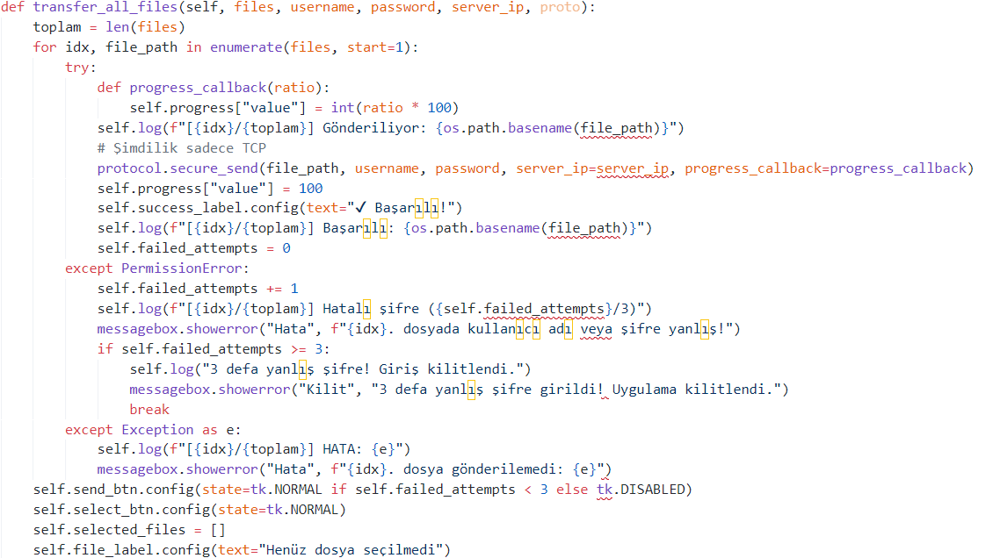 def transfer_all_files(self, files, username, password, server_ip, proto):
    toplam = len(files)
    for idx, file_path in enumerate(files, start=1):
        try:
            def progress_callback(ratio):
                self.progress["value"] = int(ratio * 100)
            self.log(f"[{idx}/{toplam}] Gönderiliyor: {os.path.basename(file_path)}")
            # Şimdilik sadece TCP
            protocol.secure_send(file_path, username, password, server_ip=server_ip, progress_callback=progress_callback)
            self.progress["value"] = 100
            self.success_label.config(text="✔ Başarılı!")
            self.log(f"[{idx}/{toplam}] Başarılı: {os.path.basename(file_path)}")
            self.failed_attempts = 0
        except PermissionError:
            self.failed_attempts += 1
            self.log(f"[{idx}/{toplam}] Hatalı şifre ({self.failed_attempts}/3)")
            messagebox.showerror("Hata", f"{idx}. dosyada kullanıcı adı veya şifre yanlış!")
            if self.failed_attempts >= 3:
                self.log("3 defa yanlış şifre! Giriş kilitlendi.")
                messagebox.showerror("Kilit", "3 defa yanlış şifre girildi! Uygulama kilitlendi.")
                break
        except Exception as e:
            self.log(f"[{idx}/{toplam}] HATA: {e}")
            messagebox.showerror("Hata", f"{idx}. dosya gönderilemedi: {e}")
    self.send_btn.config(state=tk.NORMAL if self.failed_attempts < 3 else tk.DISABLED)
    self.select_btn.config(state=tk.NORMAL)
    self.selected_files = []
    self.file_label.config(text="Henüz dosya seçilmedi")